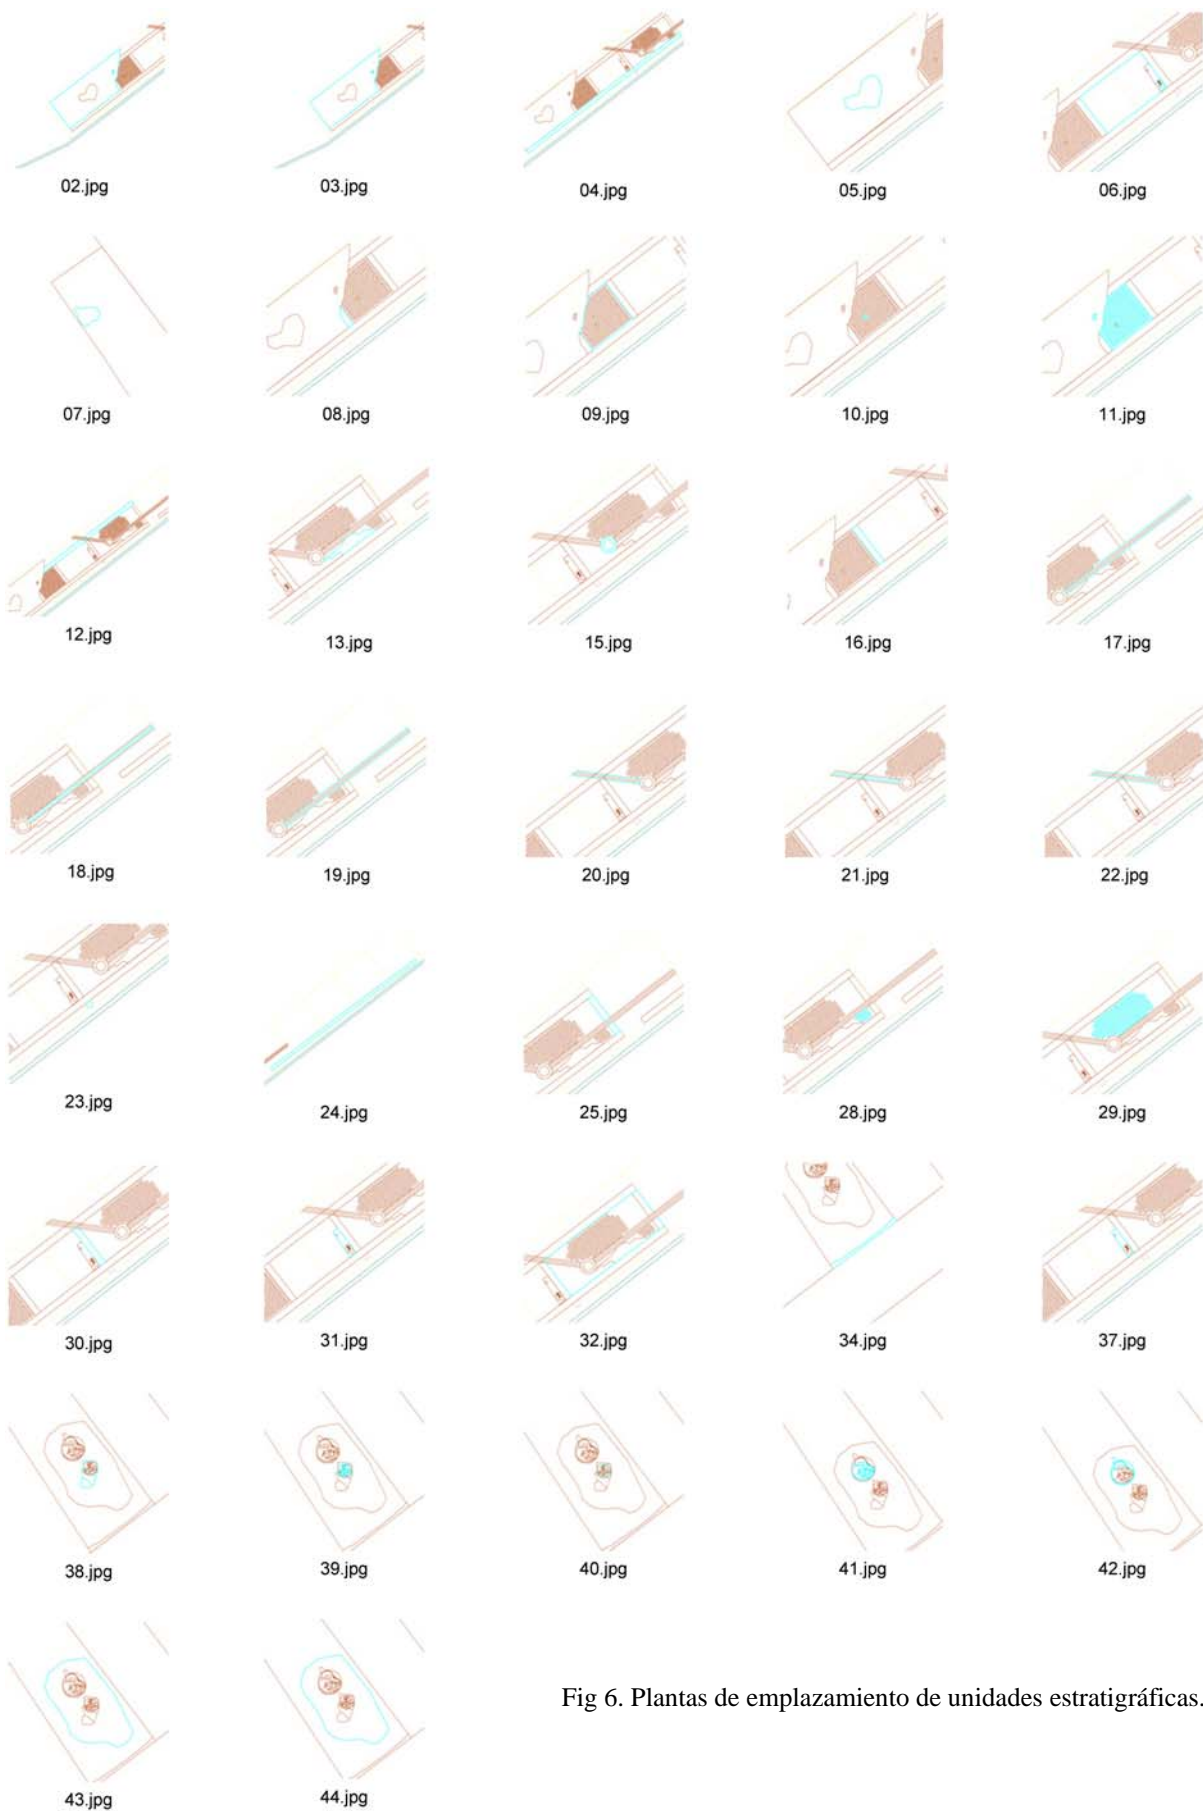 02.jpg
03.jpg
04.jpg
05.jpg
06.jpg
07.jpg
08.jpg
09.jpg
10.jpg
11.jpg
12.jpg
13.jpg
15.jpg
16.jpg
17.jpg
18.jpg
19.jpg
20.jpg
21.jpg
22.jpg
23.jpg
24.jpg
25.jpg
28.jpg
29.jpg
30.jpg
31.jpg
32.jpg
34.jpg
37.jpg
38.jpg
39.jpg
40.jpg
41.jpg
42.jpg
43.jpg
44.jpg
Fig 6. Plantas de emplazamiento de unidades estratigráficas.